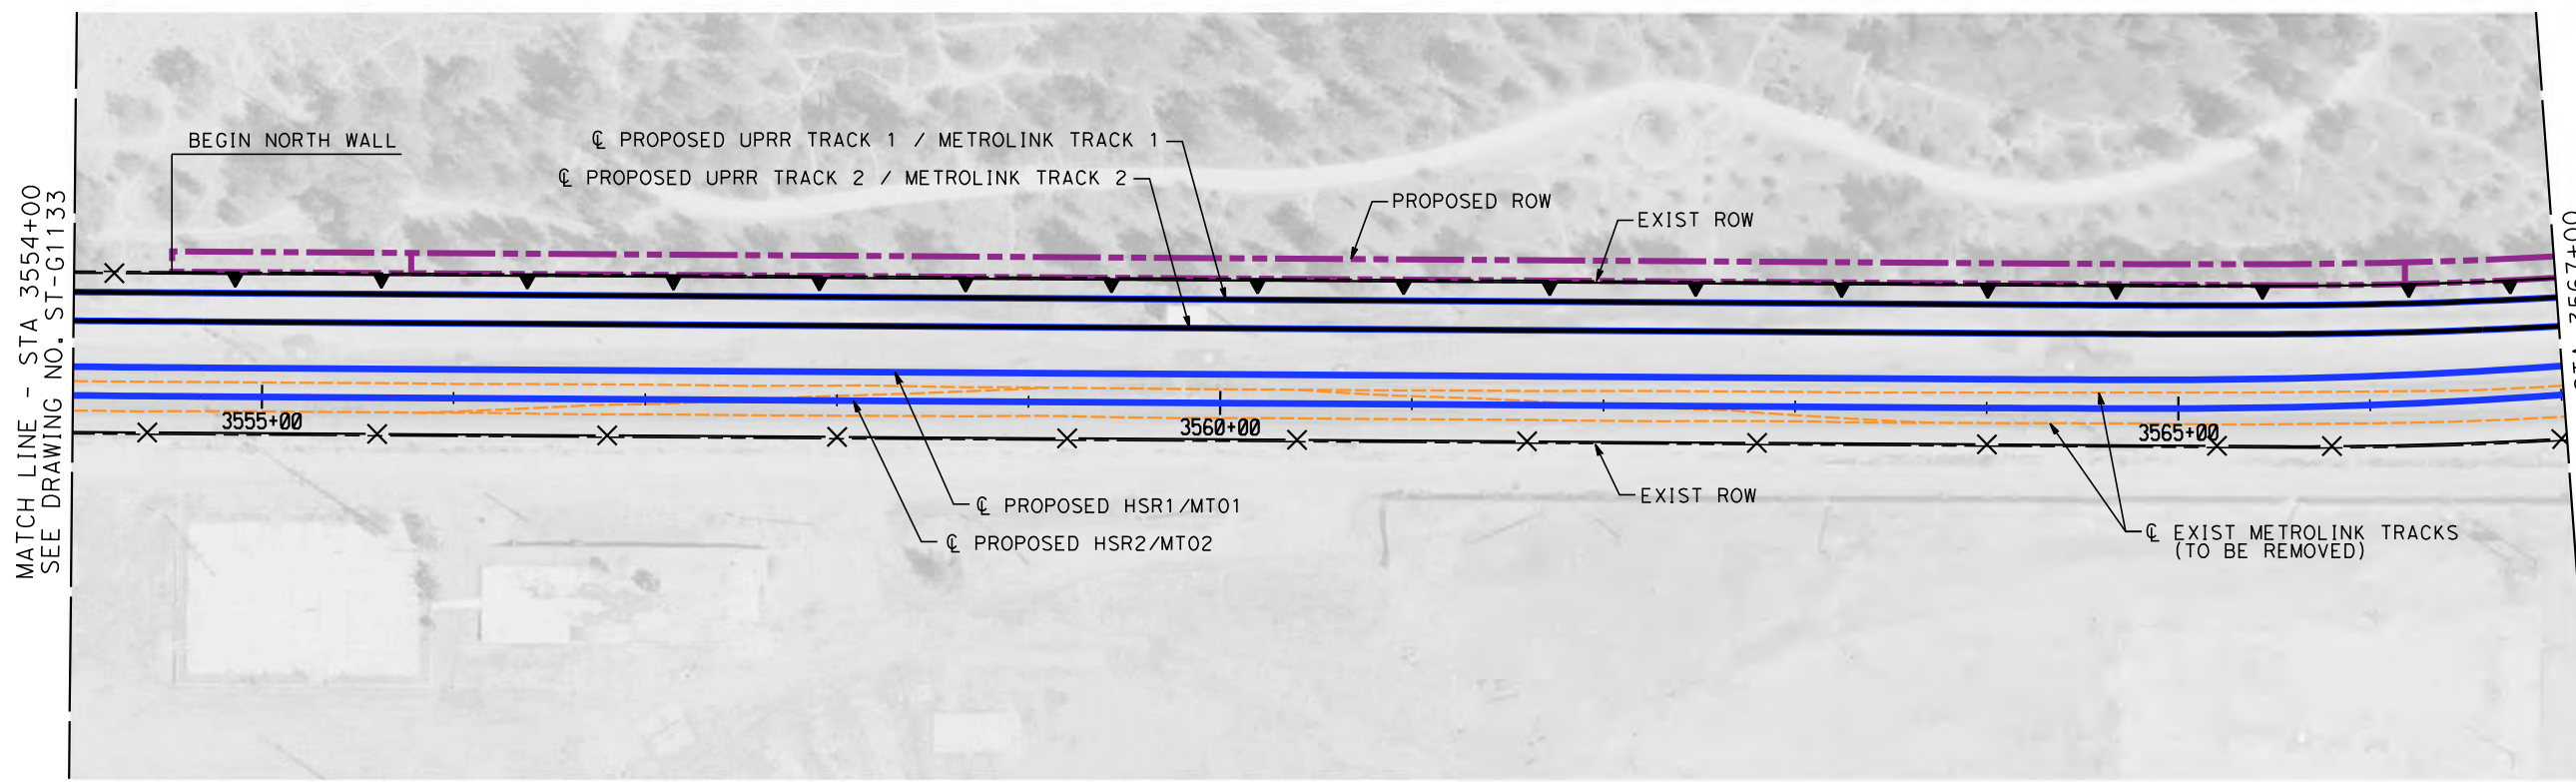 MATCH LINE - STA 3554+00
SEE DRAWING NO. ST-G1133
BEGIN NORTH WALL
℄ PROPOSED UPRR TRACK 1 / METROLINK TRACK 1
℄ PROPOSED UPRR TRACK 2 / METROLINK TRACK 2
PROPOSED ROW
EXIST ROW
3555+00
3560+00
3565+00
℄ PROPOSED HSR1/MT01
℄ PROPOSED HSR2/MT02
EXIST ROW
℄ EXIST METROLINK TRACKS
(TO BE REMOVED)
3567+00